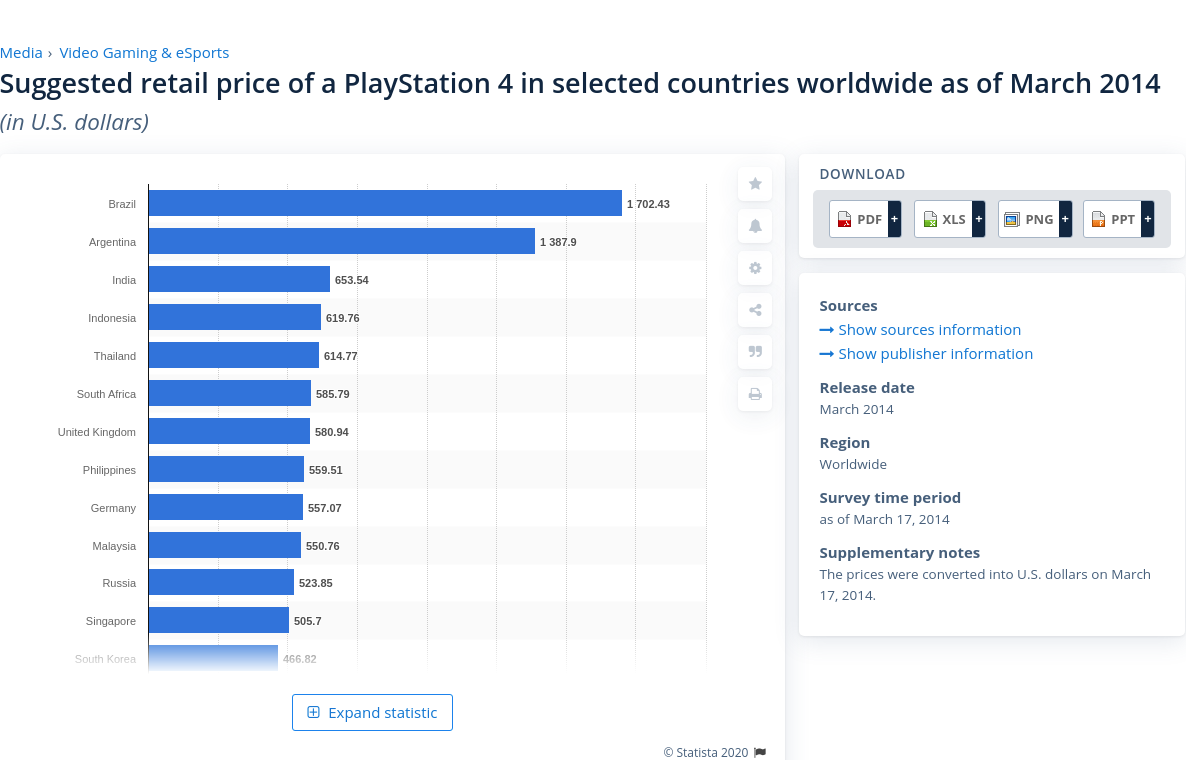 Media › Video Gaming & eSports
Suggested retail price of a PlayStation 4 in selected countries worldwide as of March 2014
(in U.S. dollars)
Brazil 1 702.43
Argentina 1 387.9
India 653.54
Indonesia 619.76
Thailand 614.77
South Africa 585.79
United Kingdom 580.94
Philippines 559.51
Germany 557.07
Malaysia 550.76
Russia 523.85
Singapore 505.7
South Korea 466.82
Expand statistic
© Statista 2020
DOWNLOAD
PDF + XLS + PNG + PPT +
Sources
Show sources information
Show publisher information
Release date
March 2014
Region
Worldwide
Survey time period
as of March 17, 2014
Supplementary notes
The prices were converted into U.S. dollars on March
17, 2014.